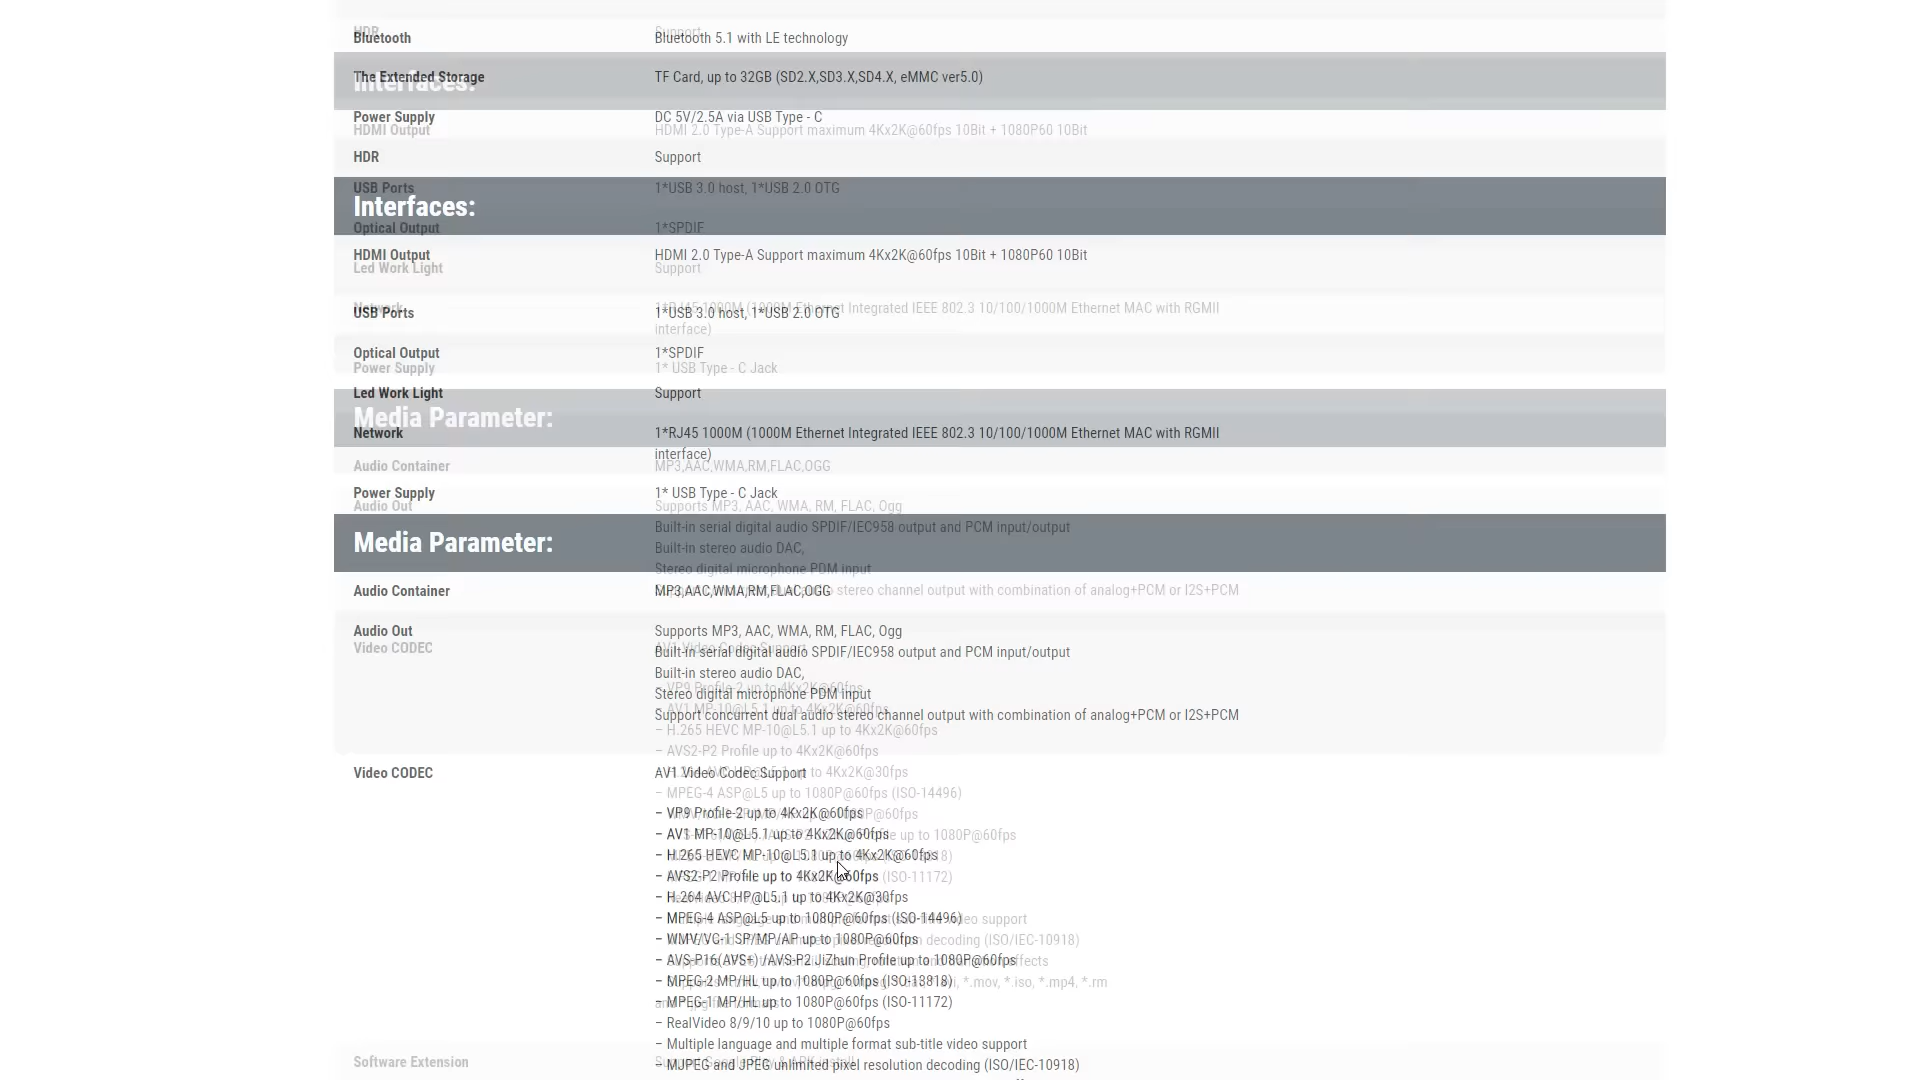 Bluetooth Bluetooth 5.1 with LE technology
The Extended Storage TF Card, up to 32GB (SD2.X,SD3.X,SD4.X, eMMC ver5.0)
Power Supply DC 5V/2.5A via USB Type - C
HDR Support
Interfaces:
HDMI Output HDMI 2.0 Type-A Support maximum 4Kx2K@60fps 10Bit + 1080P60 10Bit
USB Ports 1*USB 3.0 host, 1*USB 2.0 OTG
Optical Output 1*SPDIF
Led Work Light Support
Network 1*RJ45 1000M (1000M Ethernet Integrated IEEE 802.3 10/100/1000M Ethernet MAC with RGMII
interface)
Power Supply 1* USB Type - C Jack
Media Parameter:
Audio Container MP3,AAC,WMA,RM,FLAC,OGG
Audio Out Supports MP3, AAC, WMA, RM, FLAC, Ogg
Built-in serial digital audio SPDIF/IEC958 output and PCM input/output
Built-in stereo audio DAC,
Stereo digital microphone PDM input
Support concurrent dual audio stereo channel output with combination of analog+PCM or I2S+PCM
Video CODEC AV1 Video Codec Support
– VP9 Profile-2 up to 4Kx2K@60fps
– AV1 MP-10@L5.1 up to 4Kx2K@60fps
– H.265 HEVC MP-10@L5.1 up to 4Kx2K@60fps
– AVS2-P2 Profile up to 4Kx2K@60fps
– H.264 AVC HP@L5.1 up to 4Kx2K@30fps
– MPEG-4 ASP@L5 up to 1080P@60fps (ISO-14496)
– WMV/VC-1 SP/MP/AP up to 1080P@60fps
– AVS-P16(AVS+) /AVS-P2 JiZhun Profile up to 1080P@60fps
– MPEG-2 MP/HL up to 1080P@60fps (ISO-13818)
– MPEG-1 MP/HL up to 1080P@60fps (ISO-11172)
– RealVideo 8/9/10 up to 1080P@60fps
– Multiple language and multiple format sub-title video support
– MJPEG and JPEG unlimited pixel resolution decoding (ISO/IEC-10918)
Software Extension